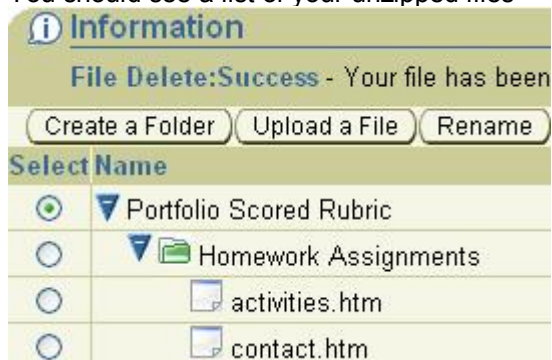 You should see a list of your unzipped files
Information
File Delete:Success - Your file has been
Create a Folder Upload a File Rename
Select Name
Portfolio Scored Rubric
Homework Assignments
activities.htm
contact.htm